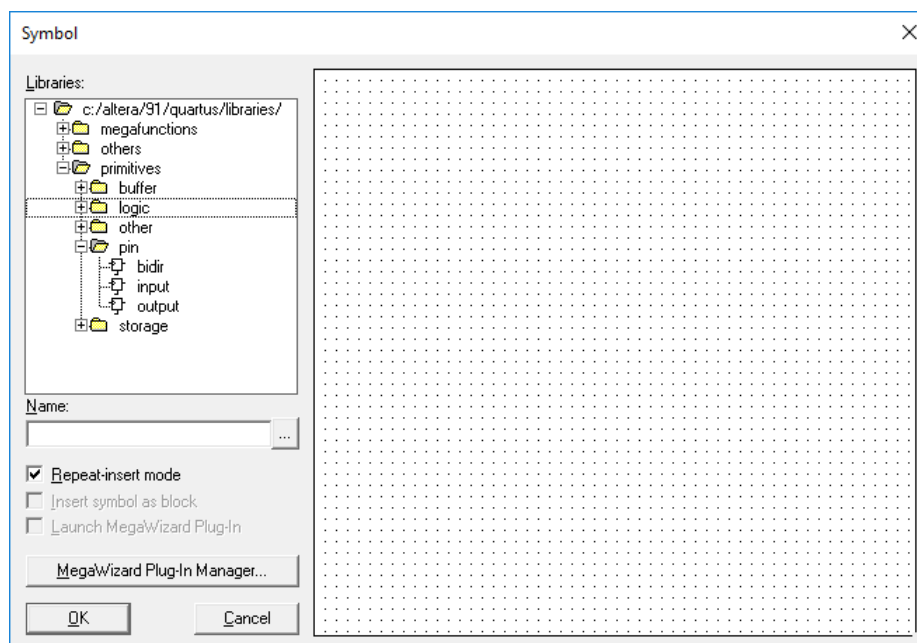 Symbol
Libraries:
c:/altera/91/quartus/libraries/
megafunctions
others
primitives
buffer
logic
other
pin
bidir
input
output
storage
Name:
...
Repeat-insert mode
Insert symbol as block
Launch MegaWizard Plug-In
MegaWizard Plug-In Manager...
OK Cancel